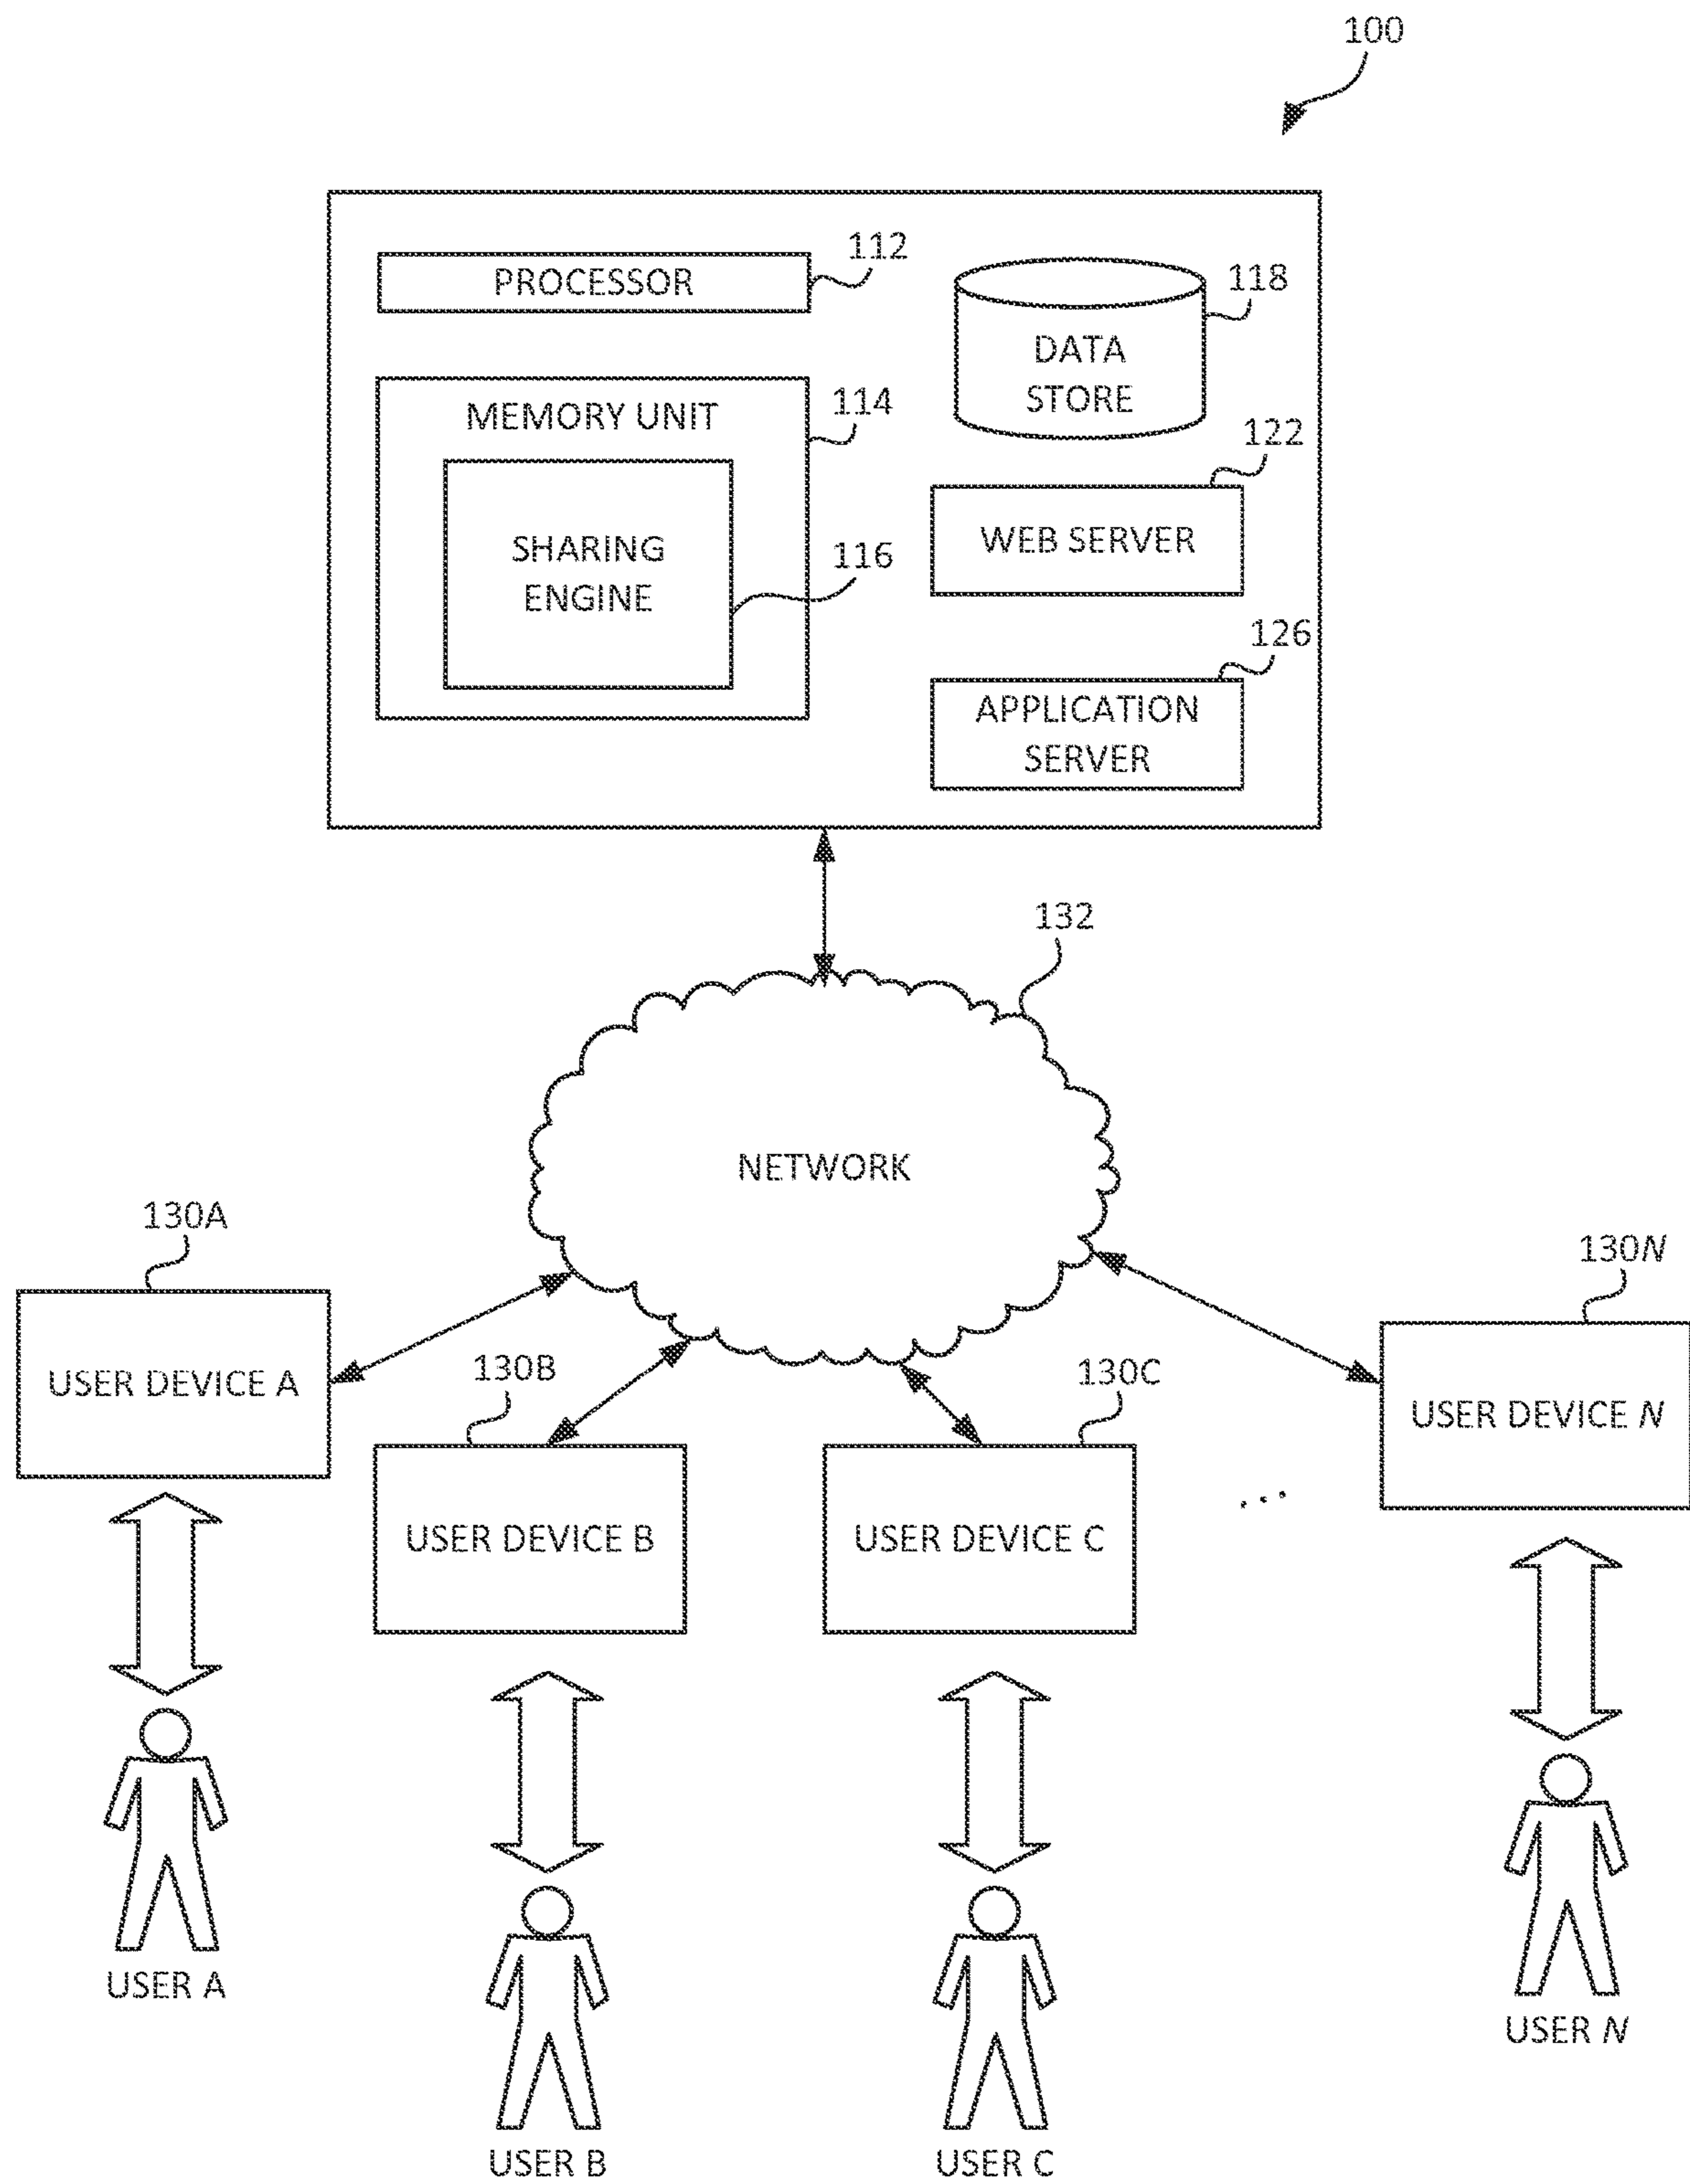 100
112
PROCESSOR
118
DATA
STORE
114
MEMORY UNIT
122
SHARING
ENGINE
116
WEB SERVER
126
APPLICATION
SERVER
132
NETWORK
130A
130N
USER DEVICE A
130B
130C
USER DEVICE N
USER DEVICE B
USER DEVICE C
...
USER A
USER N
USER B
USER C